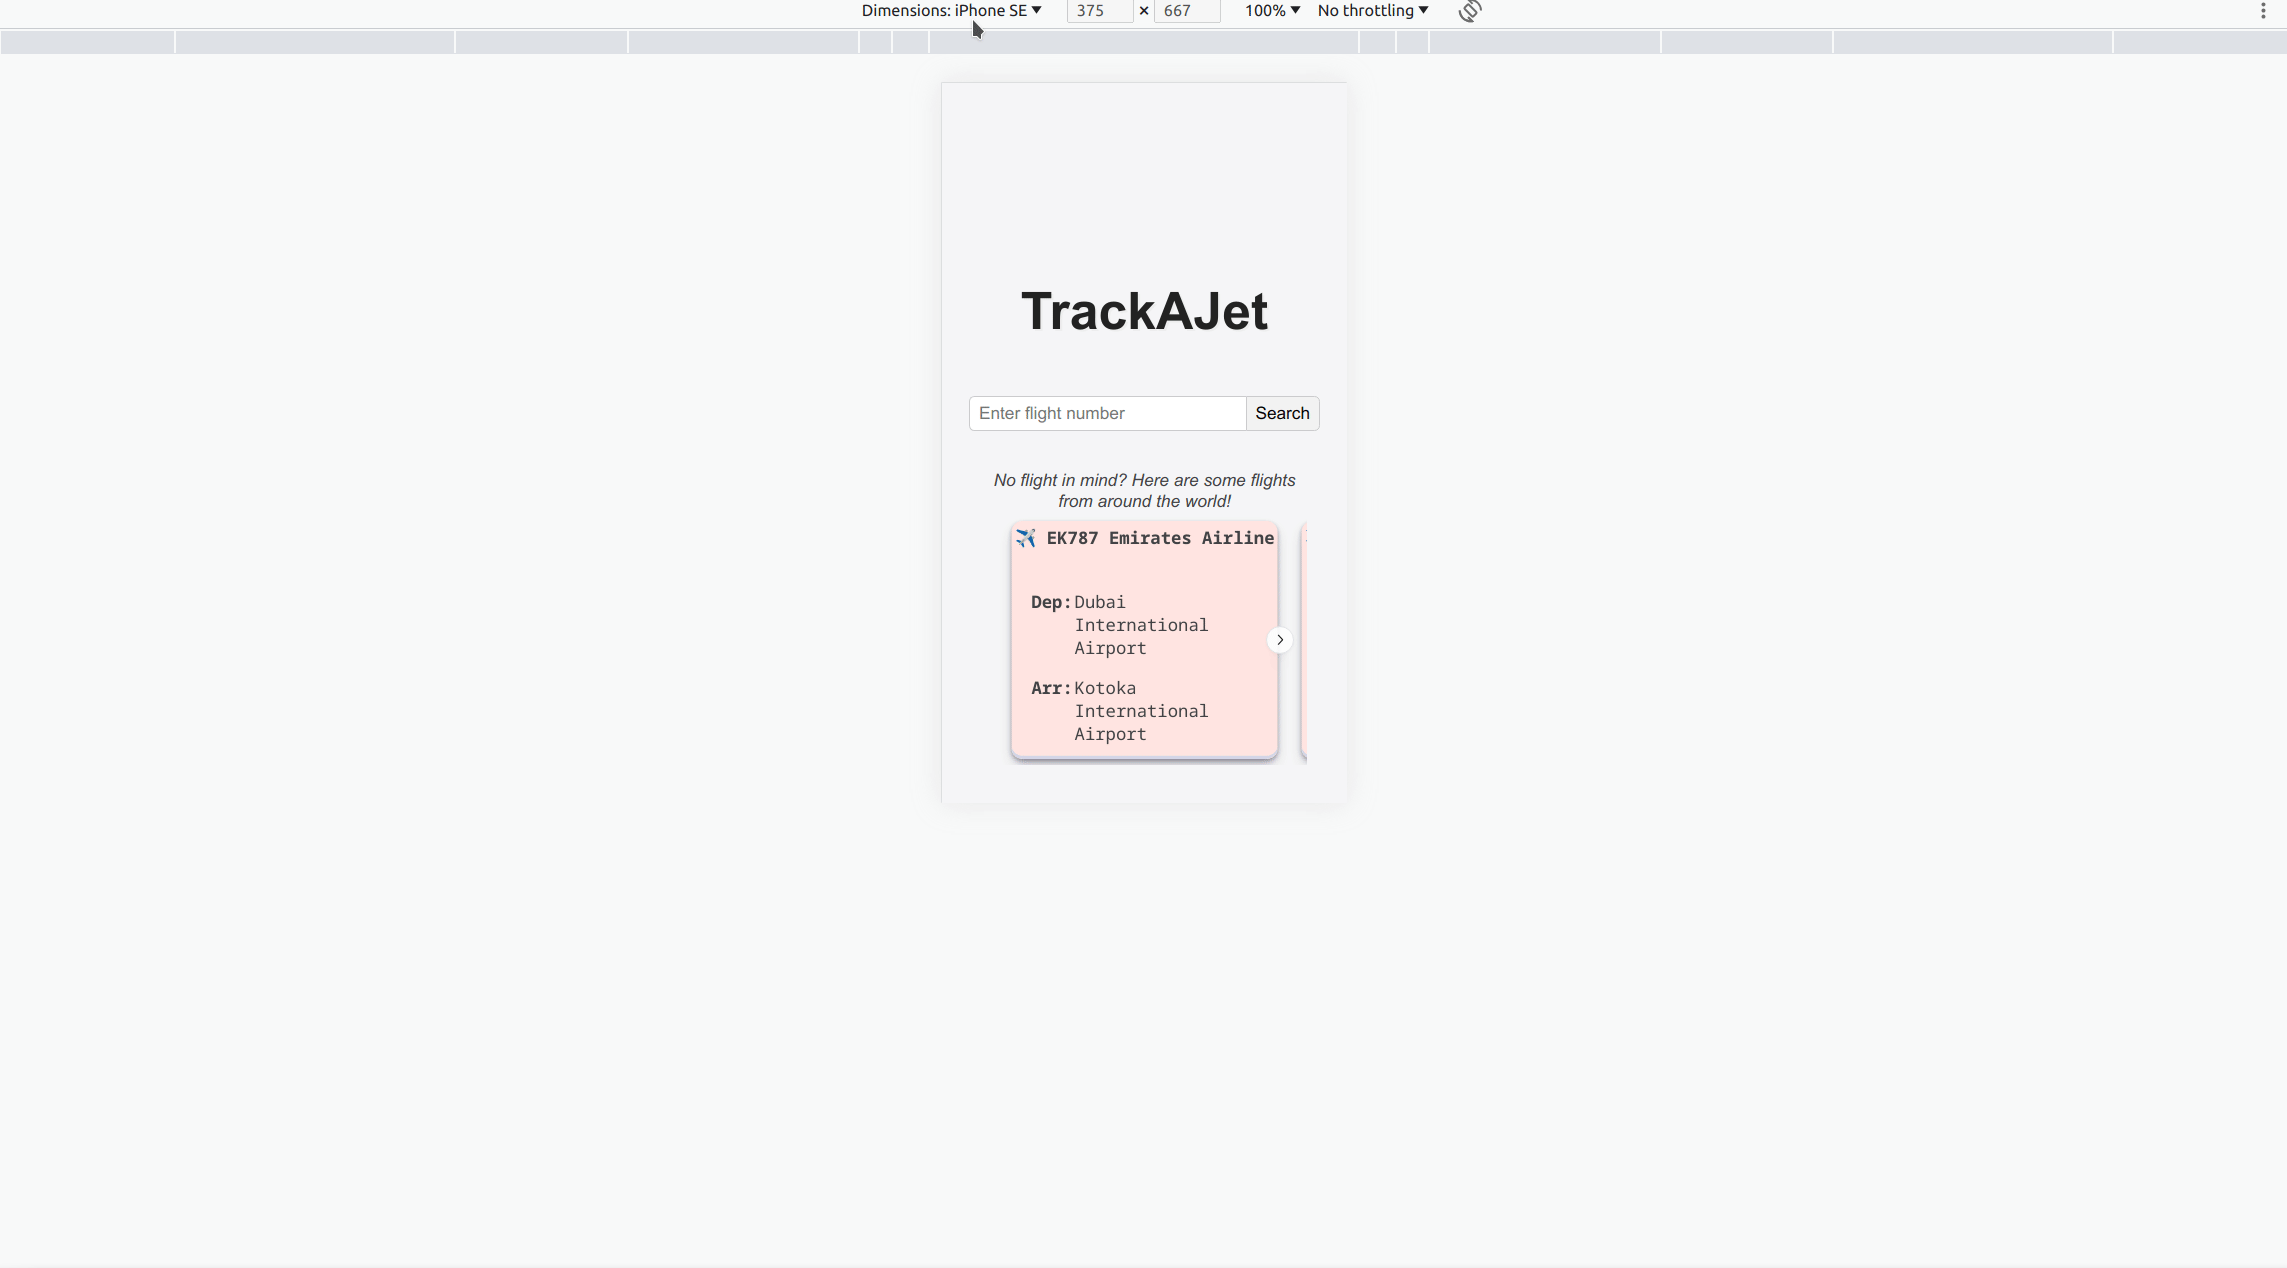 Dimensions: iPhone SE ▼ 375 × 667 100% ▼ No throttling ▼
TrackAJet
Enter flight number Search
No flight in mind? Here are some flights
from around the world!
✈️ EK787 Emirates Airline
Dep: Dubai
International
Airport
Arr: Kotoka
International
Airport